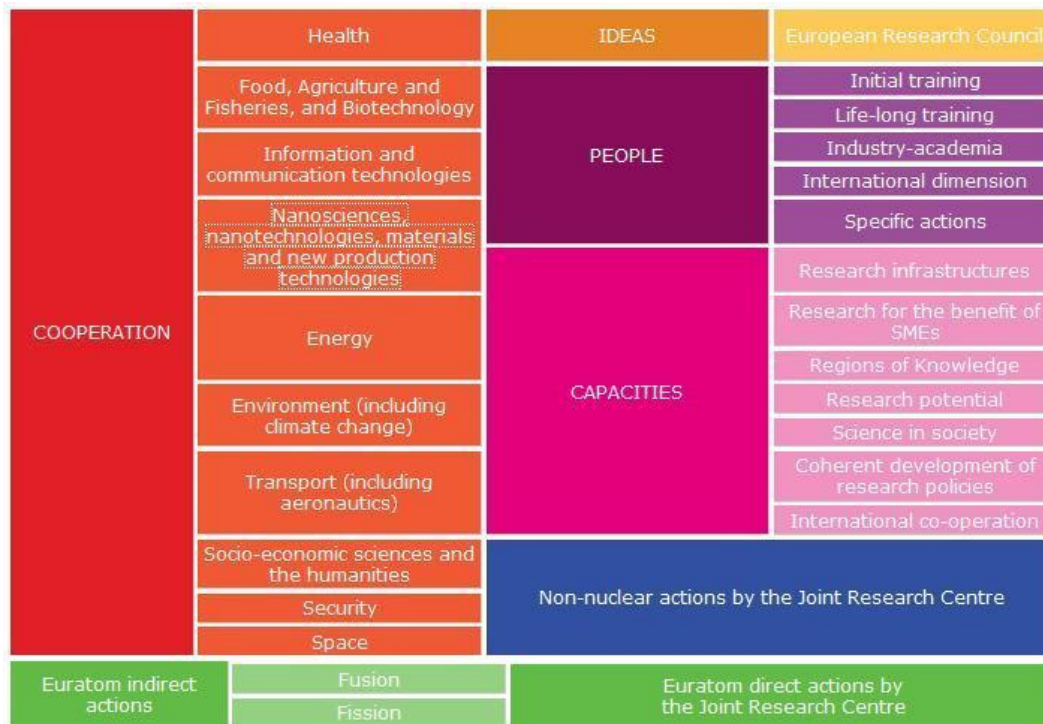 COOPERATION
Health
Food, Agriculture and
Fisheries, and Biotechnology
Information and
communication technologies
Nanosciences,
nanotechnologies, materials
and new production
technologies
Energy
Environment (including
climate change)
Transport (including
aeronautics)
Socio-economic sciences and
the humanities
Security
Space
IDEAS
European Research Council
PEOPLE
Initial training
Life-long training
Industry-academia
International dimension
Specific actions
CAPACITIES
Research infrastructures
Research for the benefit of
SMEs
Regions of Knowledge
Research potential
Science in society
Coherent development of
research policies
International co-operation
Non-nuclear actions by the Joint Research Centre
Euratom indirect
actions
Fusion
Fission
Euratom direct actions by
the Joint Research Centre